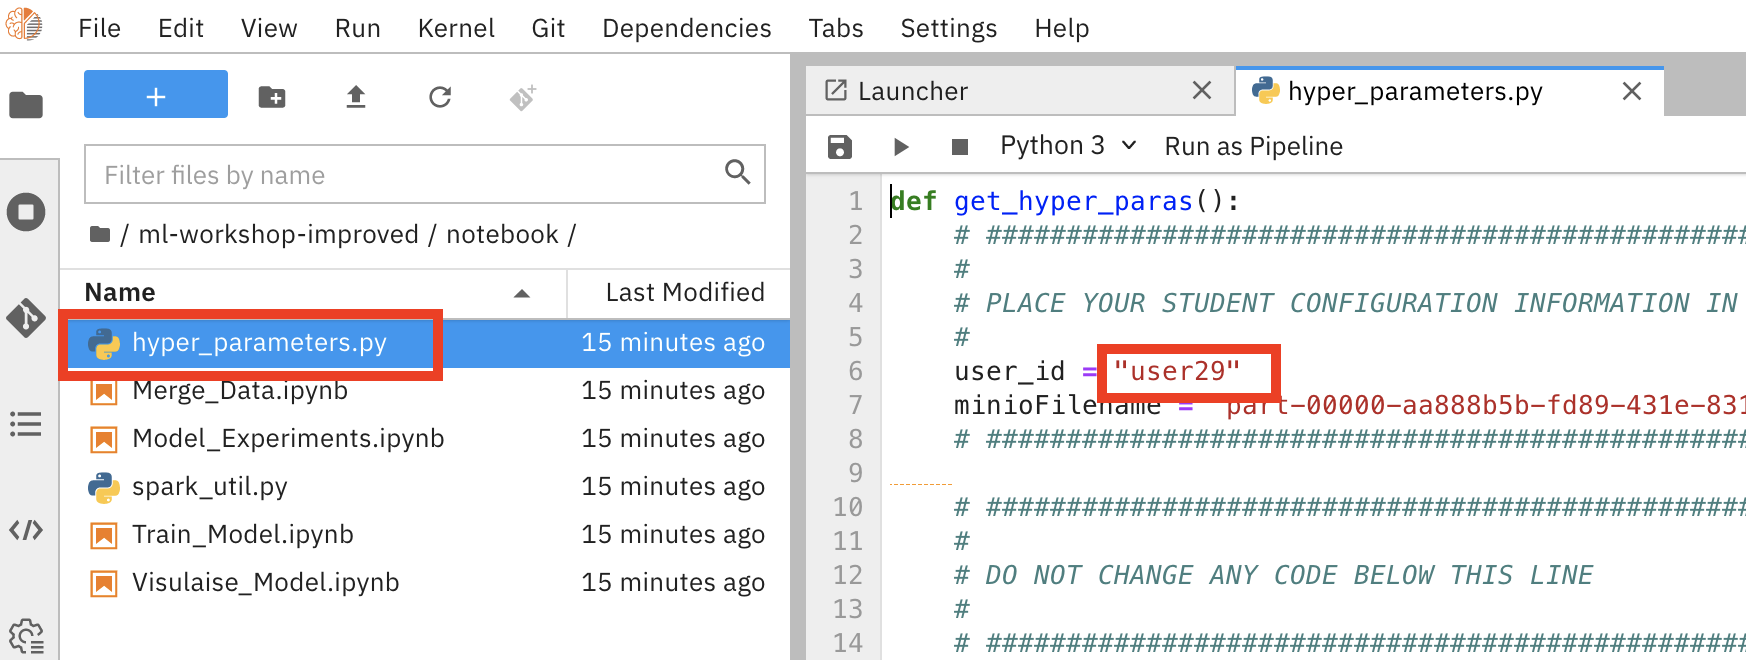 File Edit View Run Kernel Git Dependencies Tabs Settings Help
Launcher
hyper_parameters.py
Python 3
Run as Pipeline
Filter files by name
/ ml-workshop-improved / notebook /
Name Last Modified
hyper_parameters.py 15 minutes ago
Merge_Data.ipynb 15 minutes ago
Model_Experiments.ipynb 15 minutes ago
spark_util.py 15 minutes ago
Train_Model.ipynb 15 minutes ago
Visulaise_Model.ipynb 15 minutes ago
1 def get_hyper_paras():
2 # ################################################
3 #
4 # PLACE YOUR STUDENT CONFIGURATION INFORMATION IN
5 #
6 user_id = "user29"
7 minioFilename = part-00000-aa888b5b-fd89-431e-831
8 # ################################################
9
10 # ################################################
11 #
12 # DO NOT CHANGE ANY CODE BELOW THIS LINE
13 #
14 # ################################################